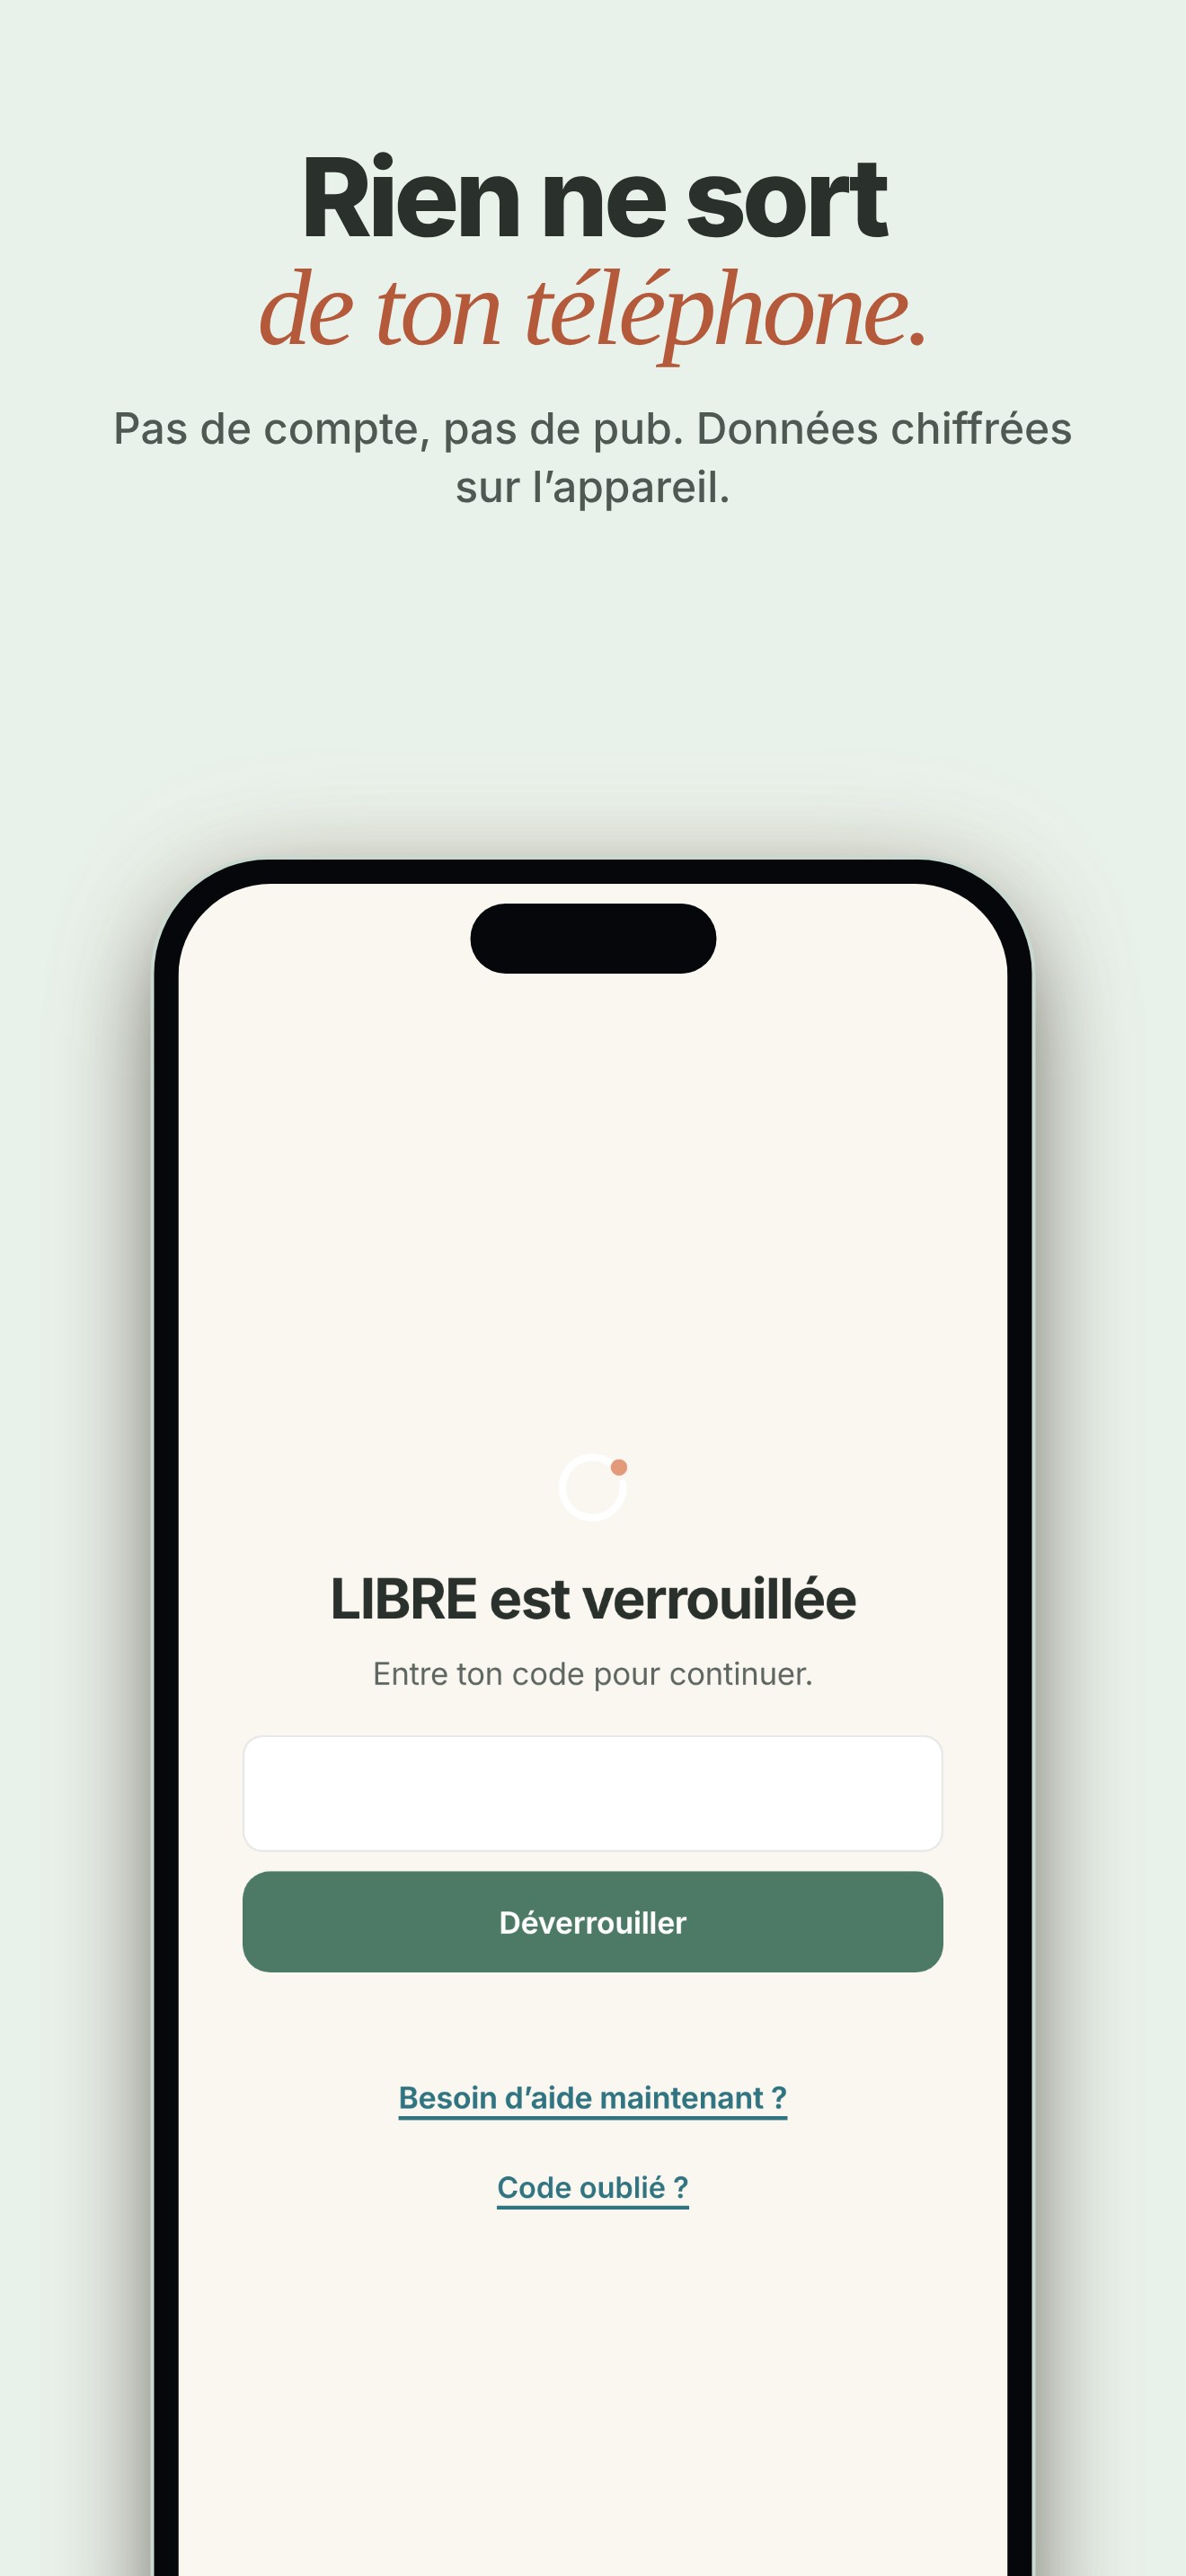 Rien ne sort
de ton téléphone.
Pas de compte, pas de pub. Données chiffrées
sur l’appareil.
LIBRE est verrouillée
Entre ton code pour continuer.
Déverrouiller
Besoin d’aide maintenant ?
Code oublié ?